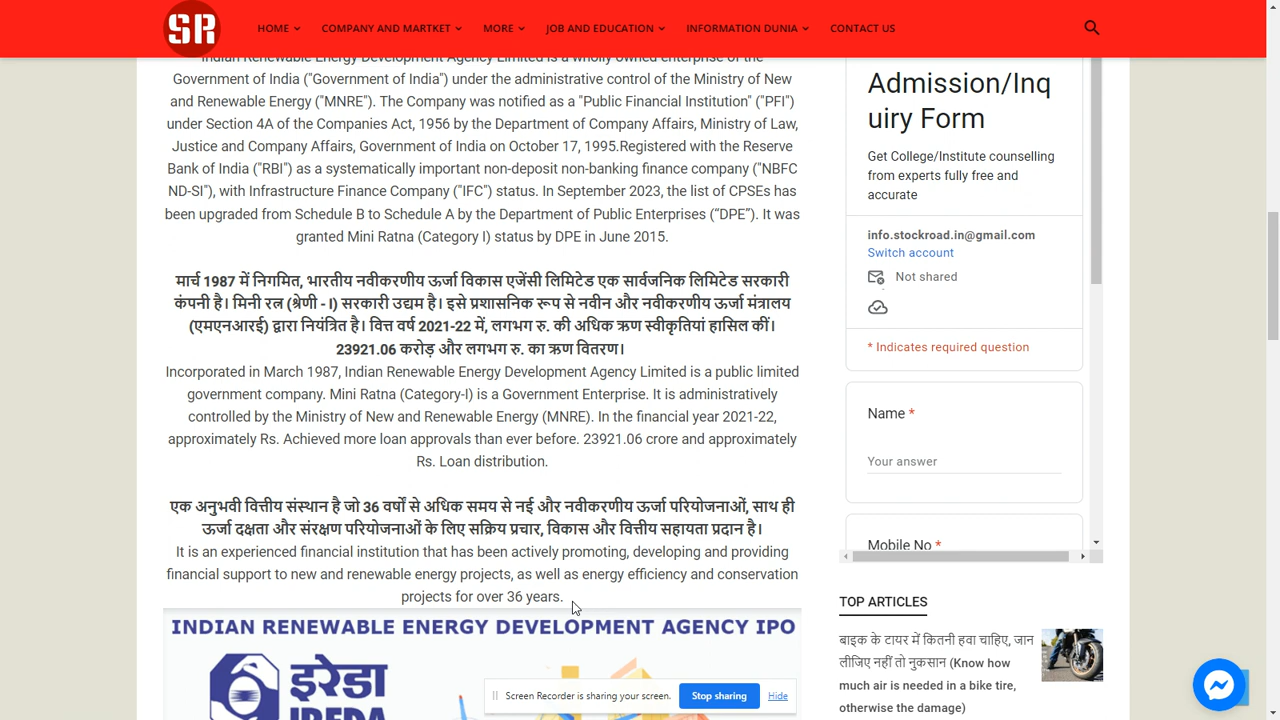 SR
HOME
COMPANY AND MARTKET
MORE
JOB AND EDUCATION
INFORMATION DUNIA
CONTACT US
Indian Renewable Energy Development Agency Limited is a wholly owned enterprise of the
Government of India ("Government of India") under the administrative control of the Ministry of New
and Renewable Energy ("MNRE"). The Company was notified as a "Public Financial Institution" ("PFI")
under Section 4A of the Companies Act, 1956 by the Department of Company Affairs, Ministry of Law,
Justice and Company Affairs, Government of India on October 17, 1995.Registered with the Reserve
Bank of India ("RBI") as a systematically important non-deposit non-banking finance company ("NBFC
ND-SI"), with Infrastructure Finance Company ("IFC") status. In September 2023, the list of CPSEs has
been upgraded from Schedule B to Schedule A by the Department of Public Enterprises (“DPE”). It was
granted Mini Ratna (Category I) status by DPE in June 2015.
मार्च 1987 में निगमित, भारतीय नवीकरणीय ऊर्जा विकास एजेंसी लिमिटेड एक सार्वजनिक लिमिटेड सरकारी
कंपनी है। मिनी रत्न (श्रेणी - I) सरकारी उद्यम है। इसे प्रशासनिक रूप से नवीन और नवीकरणीय ऊर्जा मंत्रालय
(एमएनआरई) द्वारा नियंत्रित है। वित्त वर्ष 2021-22 में, लगभग रु. की अधिक ऋण स्वीकृतियां हासिल कीं।
23921.06 करोड़ और लगभग रु. का ऋण वितरण।
Incorporated in March 1987, Indian Renewable Energy Development Agency Limited is a public limited
government company. Mini Ratna (Category-I) is a Government Enterprise. It is administratively
controlled by the Ministry of New and Renewable Energy (MNRE). In the financial year 2021-22,
approximately Rs. Achieved more loan approvals than ever before. 23921.06 crore and approximately
Rs. Loan distribution.
एक अनुभवी वित्तीय संस्थान है जो 36 वर्षों से अधिक समय से नई और नवीकरणीय ऊर्जा परियोजनाओं, साथ ही
ऊर्जा दक्षता और संरक्षण परियोजनाओं के लिए सक्रिय प्रचार, विकास और वित्तीय सहायता प्रदान है।
It is an experienced financial institution that has been actively promoting, developing and providing
financial support to new and renewable energy projects, as well as energy efficiency and conservation
projects for over 36 years.
INDIAN RENEWABLE ENERGY DEVELOPMENT AGENCY IPO
इरेडा
IREDA
Screen Recorder is sharing your screen.
Stop sharing
Hide
Admission/Inq
uiry Form
Get College/Institute counselling
from experts fully free and
accurate
info.stockroad.in@gmail.com
Switch account
Not shared
* Indicates required question
Name *
Your answer
Mobile No *
TOP ARTICLES
बाइक के टायर में कितनी हवा चाहिए, जान
लीजिए नहीं तो नुकसान (Know how
much air is needed in a bike tire,
otherwise the damage)